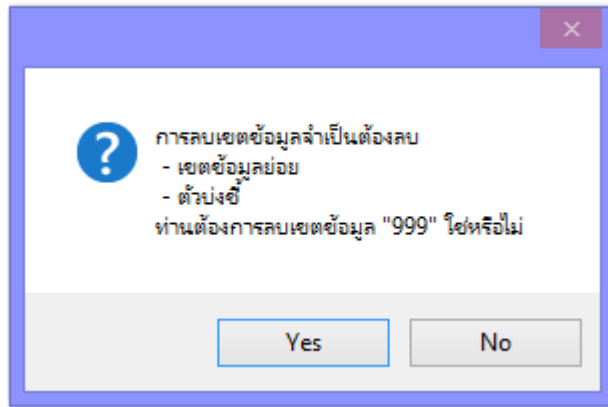 การลบเขตข้อมูลจำเป็นต้องลบ
- เขตข้อมูลย่อย
- ตัวบ่งชี้
ท่านต้องการลบเขตข้อมูล "999" ใช่หรือไม่
Yes
No